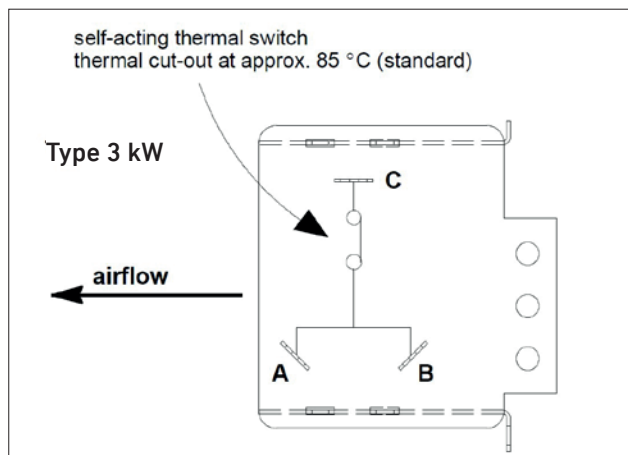 self-acting thermal switch
thermal cut-out at approx. 85 °C (standard)
Type 3 kW
C
airflow
A
B